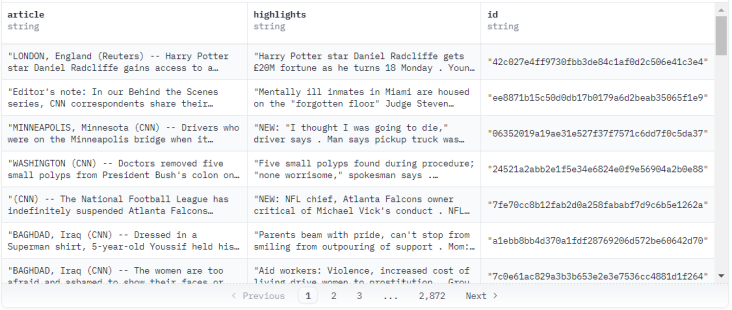 article
string
highlights
string
id
string
"LONDON, England (Reuters) -- Harry Potter
star Daniel Radcliffe gains access to a…
"Harry Potter star Daniel Radcliffe gets
£20M fortune as he turns 18 Monday . Youn…
"42c027e4ff9730fbb3de84c1af0d2c506e41c3e4"
"Editor's note: In our Behind the Scenes
series, CNN correspondents share their…
"Mentally ill inmates in Miami are housed
on the "forgotten floor" Judge Steven…
"ee8871b15c50d0db17b0179a6d2beab35065f1e9"
"MINNEAPOLIS, Minnesota (CNN) -- Drivers who
were on the Minneapolis bridge when it…
"NEW: "I thought I was going to die,"
driver says . Man says pickup truck was…
"06352019a19ae31e527f37f7571c6dd7f0c5da37"
"WASHINGTON (CNN) -- Doctors removed five
small polyps from President Bush's colon on…
"Five small polyps found during procedure;
"none worrisome," spokesman says .…
"24521a2abb2e1f5e34e6824e0f9e56904a2b0e88"
"(CNN) -- The National Football League has
indefinitely suspended Atlanta Falcons…
"NEW: NFL chief, Atlanta Falcons owner
critical of Michael Vick's conduct . NFL…
"7fe70cc8b12fab2d0a258fababf7d9c6b5e1262a"
"BAGHDAD, Iraq (CNN) -- Dressed in a
Superman shirt, 5-year-old Youssif held his…
"Parents beam with pride, can't stop from
smiling from outpouring of support . Mom:…
"a1ebb8bb4d370a1fdf28769206d572be60642d70"
"BAGHDAD, Iraq (CNN) -- The women are too
afraid and ashamed to show their faces or
"Aid workers: Violence, increased cost of
living drive women to prostitution . Grou
"7c0e61ac829a3b3b653e2e3e7536cc4881d1f264"
Previous 1 2 3 ... 2,872 Next